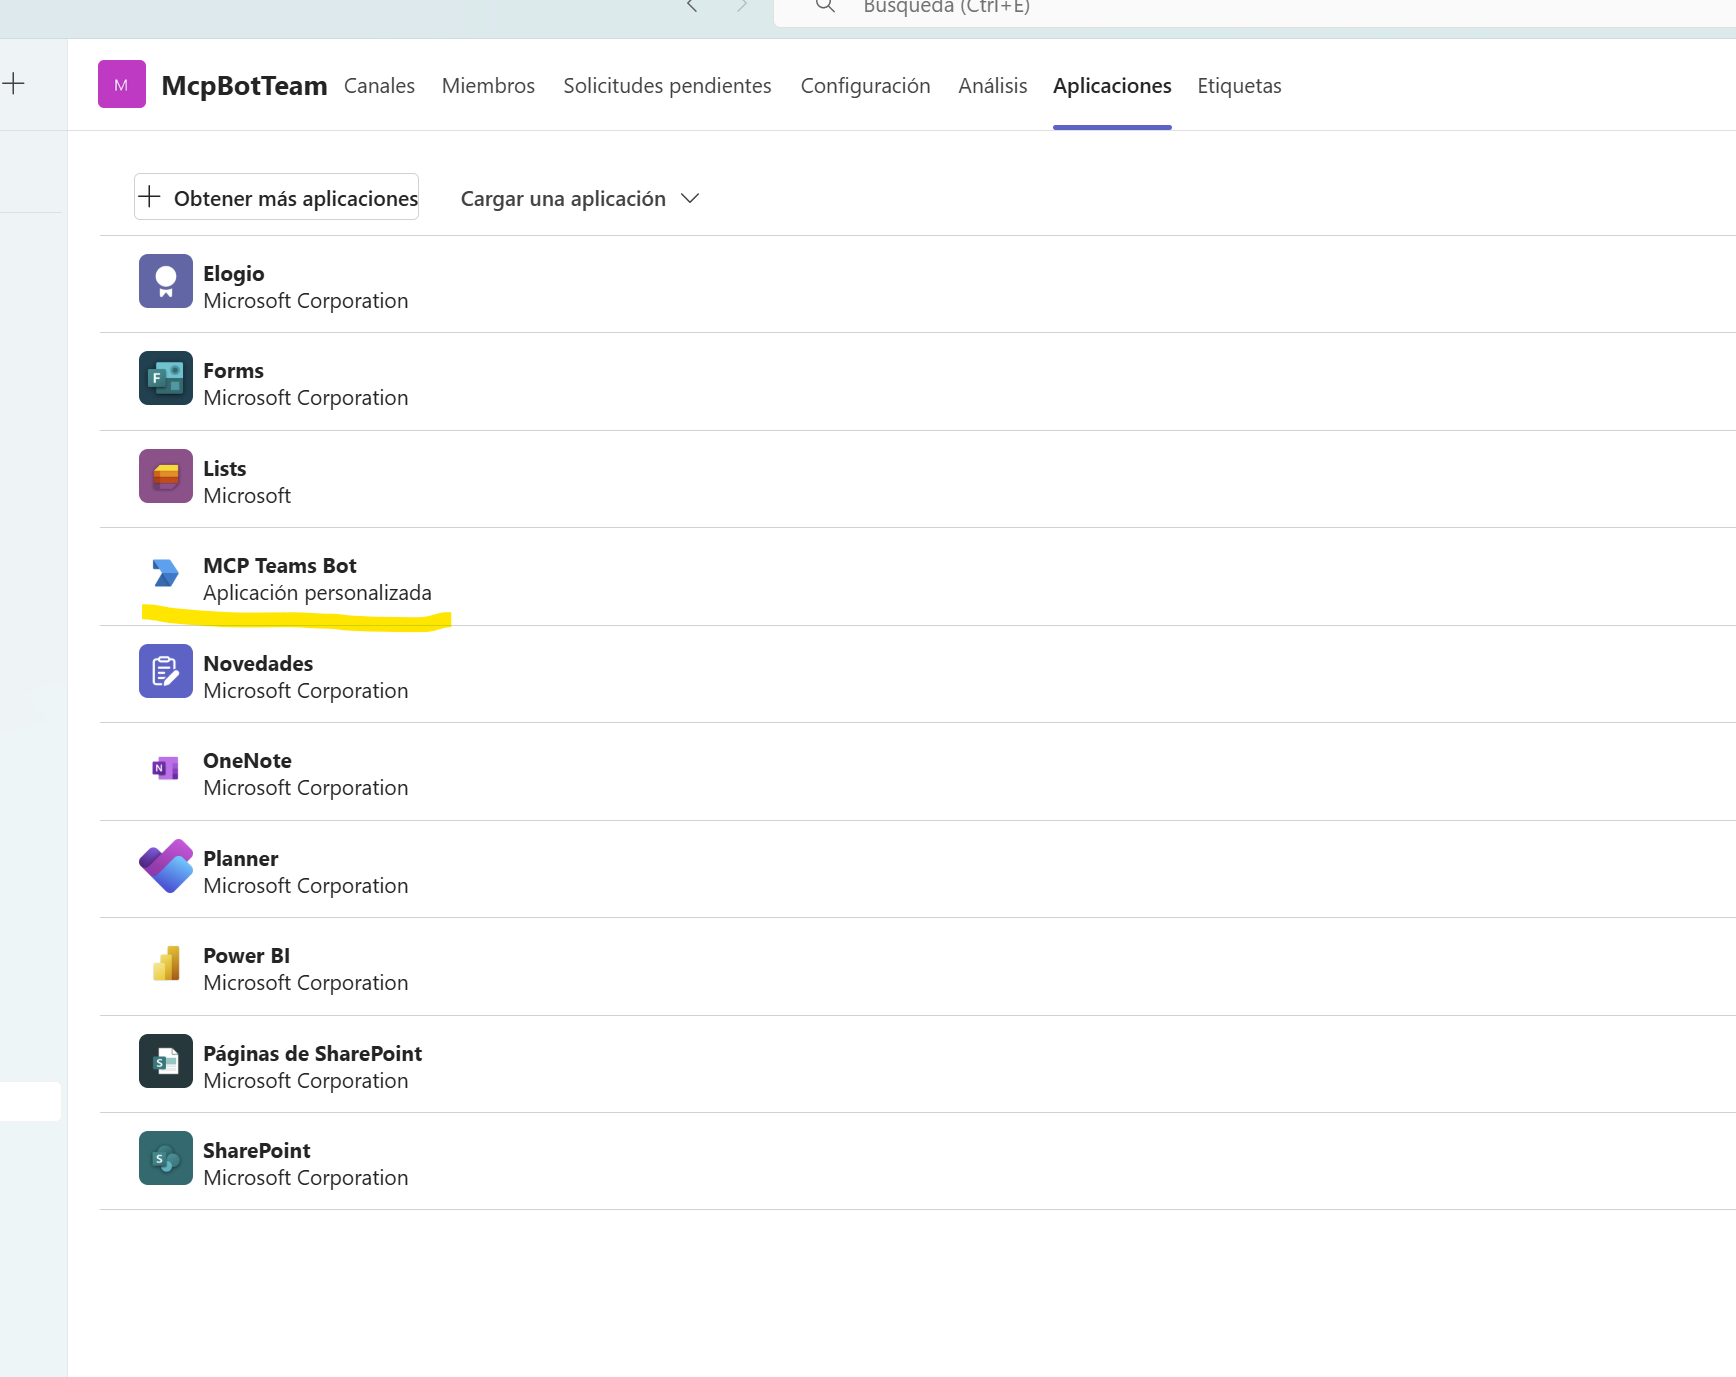 Búsqueda (Ctrl+E)
M McpBotTeam Canales Miembros Solicitudes pendientes Configuración Análisis Aplicaciones Etiquetas
Obtener más aplicaciones Cargar una aplicación
Elogio
Microsoft Corporation
F
Forms
Microsoft Corporation
Lists
Microsoft
MCP Teams Bot
Aplicación personalizada
Novedades
Microsoft Corporation
N
OneNote
Microsoft Corporation
Planner
Microsoft Corporation
Power BI
Microsoft Corporation
S
Páginas de SharePoint
Microsoft Corporation
S
SharePoint
Microsoft Corporation